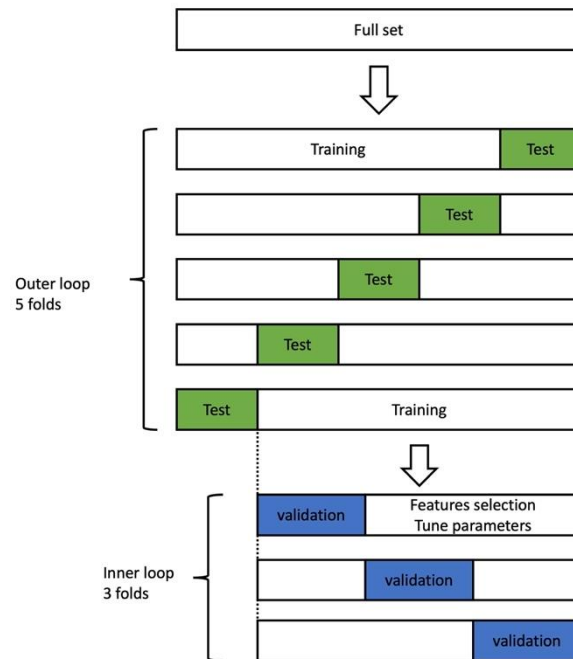 Full set
Training
Test
Test
Outer loop
5 folds
Test
Test
Test
Training
validation
Features selection
Tune parameters
Inner loop
3 folds
validation
validation